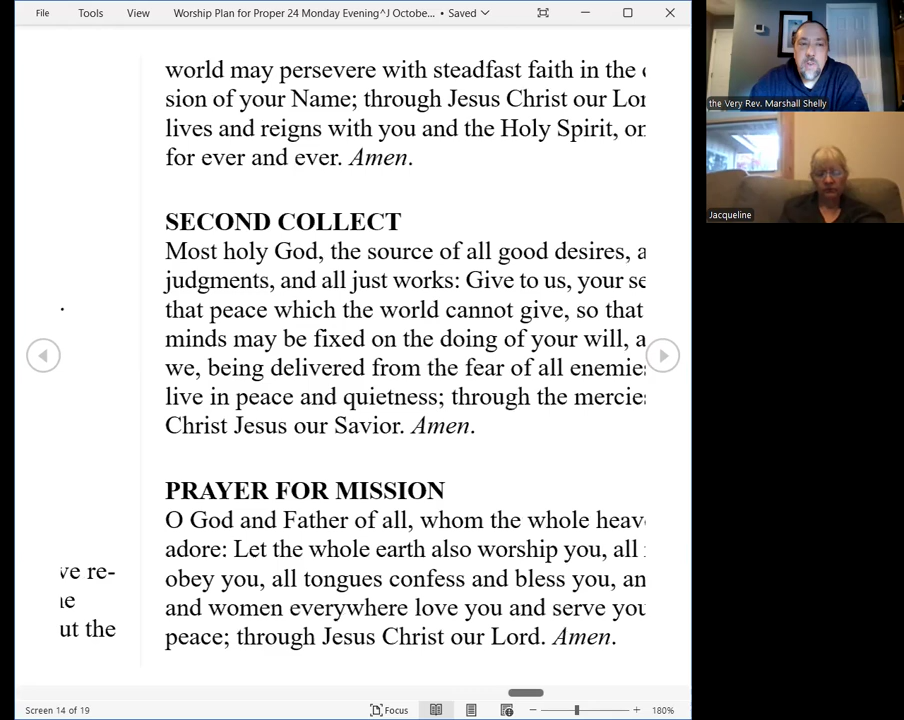 File Tools View Worship Plan for Proper 24 Monday Evening^J Octobe... • Saved
world may persevere with steadfast faith in the
sion of your Name; through Jesus Christ our Lor
lives and reigns with you and the Holy Spirit, on
for ever and ever. Amen.
SECOND COLLECT
Most holy God, the source of all good desires, a
judgments, and all just works: Give to us, your se
that peace which the world cannot give, so that
minds may be fixed on the doing of your will, a
we, being delivered from the fear of all enemies
live in peace and quietness; through the mercie
Christ Jesus our Savior. Amen.
PRAYER FOR MISSION
O God and Father of all, whom the whole heav
adore: Let the whole earth also worship you, all
obey you, all tongues confess and bless you, an
and women everywhere love you and serve you
peace; through Jesus Christ our Lord. Amen.
ve re-
ut the
Screen 14 of 19 Focus 180%
the Very Rev. Marshall Shelly
Jacqueline